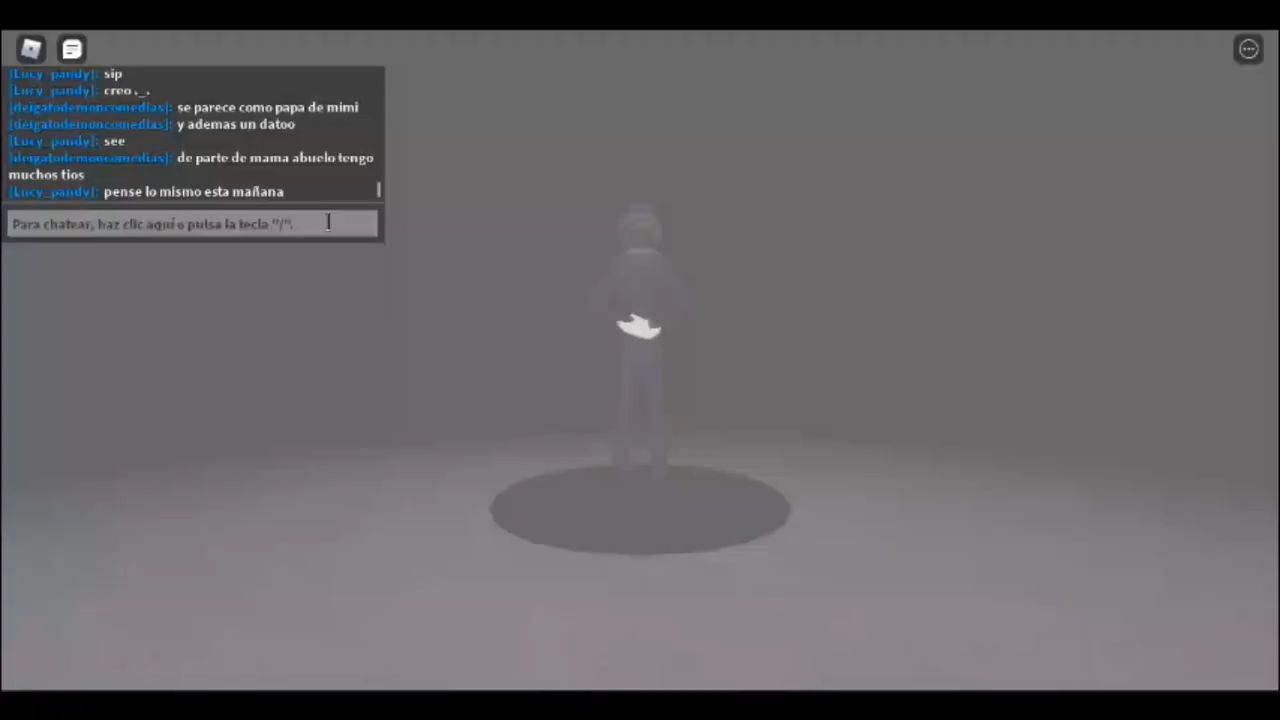 [Lucy_pandy]: sip
[Lucy_pandy]: creo ._.
[deigatodemoncomedias]: se parece como papa de mimi
[deigatodemoncomedias]: y ademas un datoo
[Lucy_pandy]: see
[deigatodemoncomedias]: de parte de mama abuelo tengo
muchos tios
[Lucy_pandy]: pense lo mismo esta mañana
Para chatear, haz clic aquí o pulsa la tecla "/".